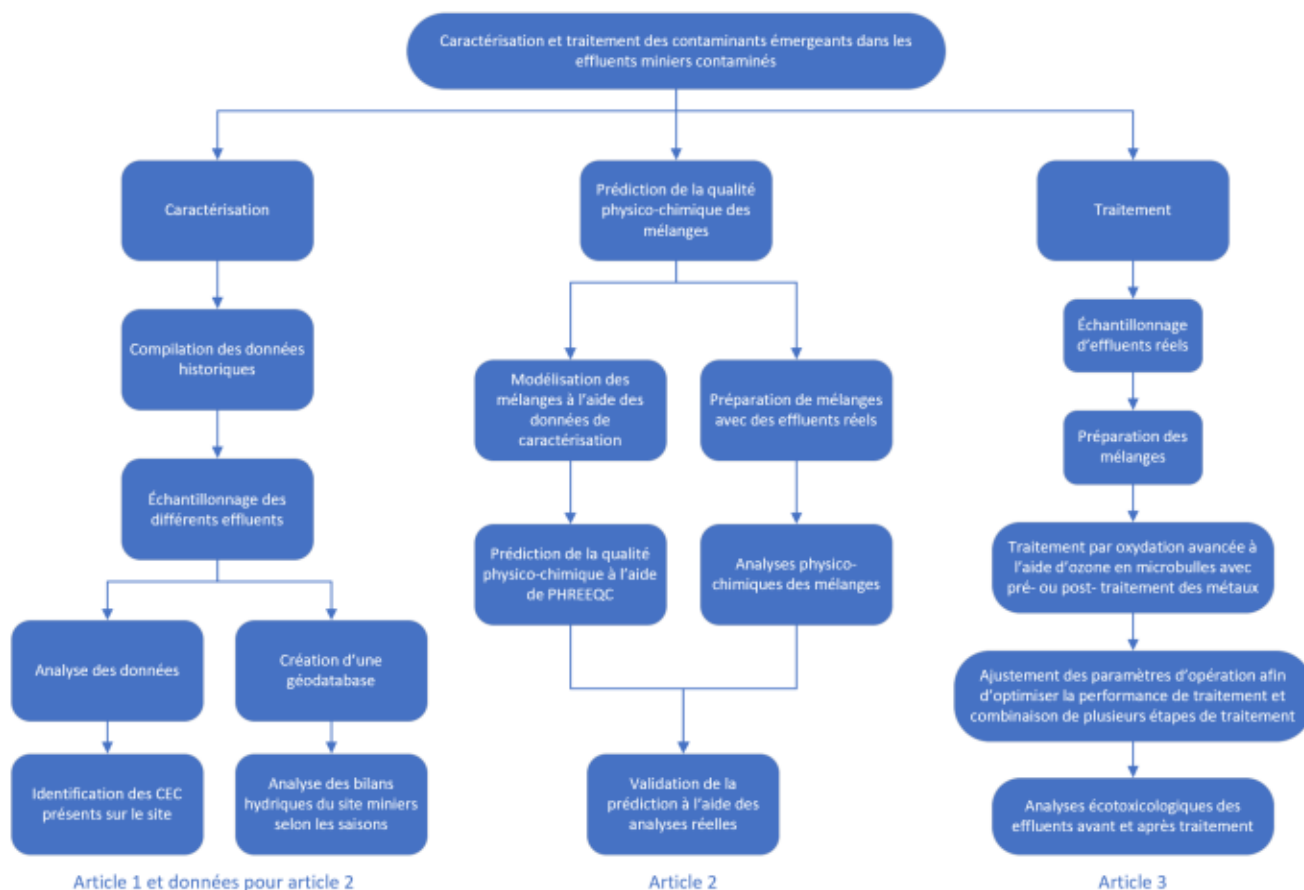 Caractérisation et traitement des contaminants émergeants dans les
effluents miniers contaminés
Caractérisation
Compilation des données
historiques
Échantillonnage des
différents effluents
Analyse des données
Identification des CEC
présents sur le site
Création d'une
géodatabase
Analyse des bilans
hydriques du site miniers
selon les saisons
Article 1 et données pour article 2
Prédiction de la qualité
physico-chimique des
mélanges
Modélisation des
mélanges à l'aide des
données de
caractérisation
Prédiction de la qualité
physico-chimique à l'aide
de PHREEQC
Préparation de mélanges
avec des effluents réels
Analyses physico-
chimiques des mélanges
Validation de la
prédiction à l'aide des
analyses réelles
Article 2
Traitement
Échantillonnage
d'effluents réels
Préparation des
mélanges
Traitement par oxydation avancée à
l'aide d'ozone en microbulles avec
pré- ou post- traitement des métaux
Ajustement des paramètres d'opération afin
d'optimiser la performance de traitement et
combinaison de plusieurs étapes de traitement
Analyses écotoxicologiques des
effluents avant et après traitement
Article 3